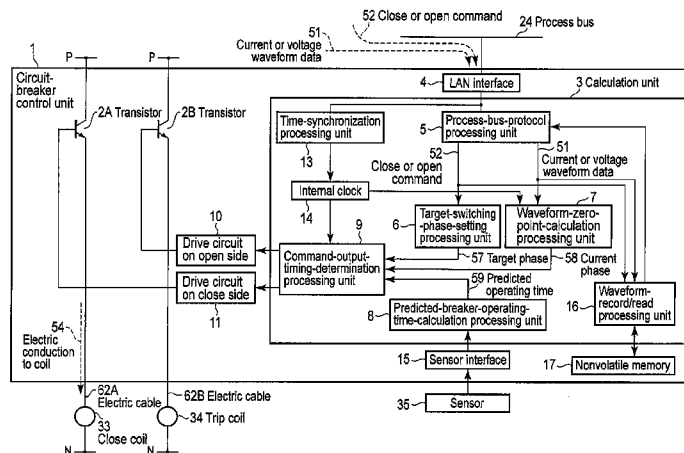 52 Close or open command
24 Process bus
51
Current or voltage
waveform data
1
P
P
Circuit-
breaker
control unit
4
LAN interface
3 Calculation unit
2A Transistor
2B Transistor
Time-synchronization
processing unit
13
5
Process-bus-protocol
processing unit
52
51
Close or open
command
Current or voltage
waveform data
Internal clock
14
7
10
9
6
Target-switching
-phase-setting
processing unit
Waveform-zero-
point-calculation
processing unit
Drive circuit
on open side
Command-output-
timing-determination
processing unit
57 Target phase
58 Current
phase
Drive circuit
on close side
11
59 Predicted
operating time
8
Predicted-breaker-operating-
time-calculation processing unit
16
Waveform-
record/read
processing unit
54
Electric
conduction
to coil
15
Sensor interface
17
Nonvolatile memory
62A
Electric cable
62B Electric cable
35
Sensor
33
Close coil
34 Trip coil
N
N